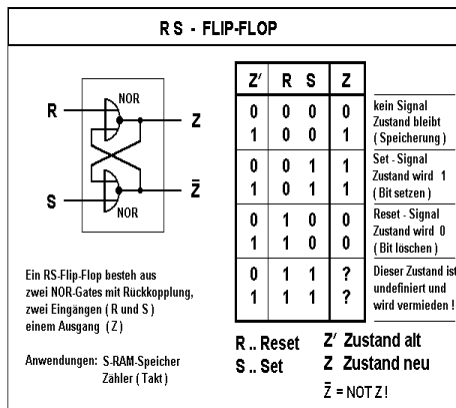 R S - FLIP-FLOP
R
NOR
Z
Z̅
S
NOR
Ein RS-Flip-Flop besteh aus
zwei NOR-Gates mit Rückkopplung,
zwei Eingängen ( R und S )
einem Ausgang ( Z )
Anwendungen: S-RAM-Speicher
Zähler ( Takt )
Z' R S Z
0 0 0 0
1 0 0 1
0 0 1 1
1 0 1 1
0 1 0 0
1 1 0 0
0 1 1 ?
1 1 1 ?
kein Signal
Zustand bleibt
( Speicherung )
Set - Signal
Zustand wird 1
( Bit setzen )
Reset - Signal
Zustand wird 0
( Bit löschen )
Dieser Zustand ist
undefiniert und
wird vermieden !
R .. Reset
S .. Set
Z' Zustand alt
Z Zustand neu
Z̅ = NOT Z !